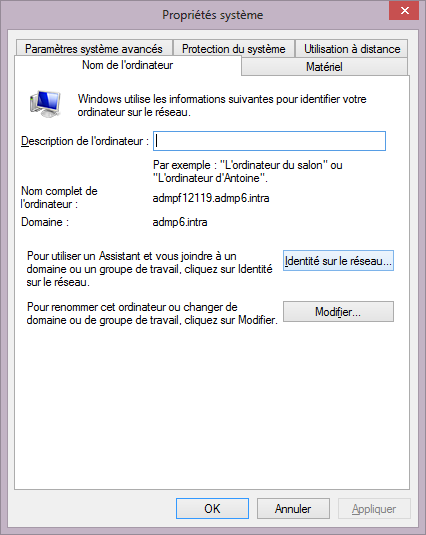 Propriétés système
Paramètres système avancés
Protection du système
Utilisation à distance
Nom de l'ordinateur
Matériel
Windows utilise les informations suivantes pour identifier votre
ordinateur sur le réseau.
Description de l'ordinateur :
Par exemple : "L'ordinateur du salon" ou
"L'ordinateur d'Antoine".
Nom complet de
l'ordinateur :
admpf12119.admp6.intra
Domaine :
admp6.intra
Pour utiliser un Assistant et vous joindre à un
domaine ou un groupe de travail, cliquez sur Identité
sur le réseau.
Identité sur le réseau...
Pour renommer cet ordinateur ou changer de
domaine ou de groupe de travail, cliquez sur Modifier.
Modifier...
OK
Annuler
Appliquer